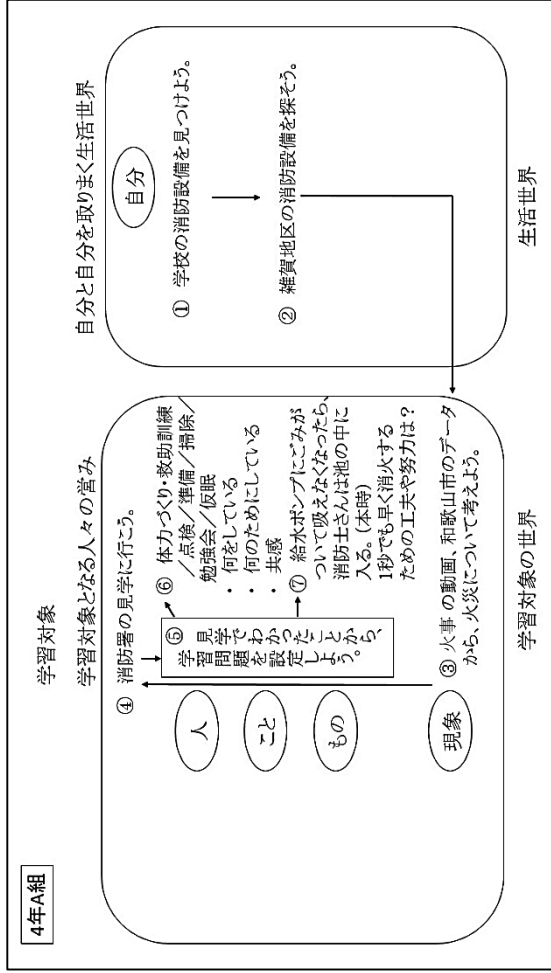 4年A組
学習対象
学習対象となる人々の営み
自分と自分を取りまく生活世界
④ 消防署の見学に行こう。
⑤ 見学でわかったことから、
学習問題を設定しよう。
⑥ 体力づくり・救助訓練
/点検/準備/掃除/
勉強会/仮眠
・ 何をしている
・ 何のためにしている
・ 共感
⑦ 給水ポンプにごみが
ついて吸えなくなったら、
消防士さんは池の中に
入る。(本時)
1秒でも早く消火する
ための工夫や努力は?
人
こと
もの
現象
③ 火事の動画、和歌山市のデータ
から、火災について考えよう。
学習対象の世界
自分
① 学校の消防設備を見つけよう。
② 雑賀地区の消防設備を探そう。
生活世界